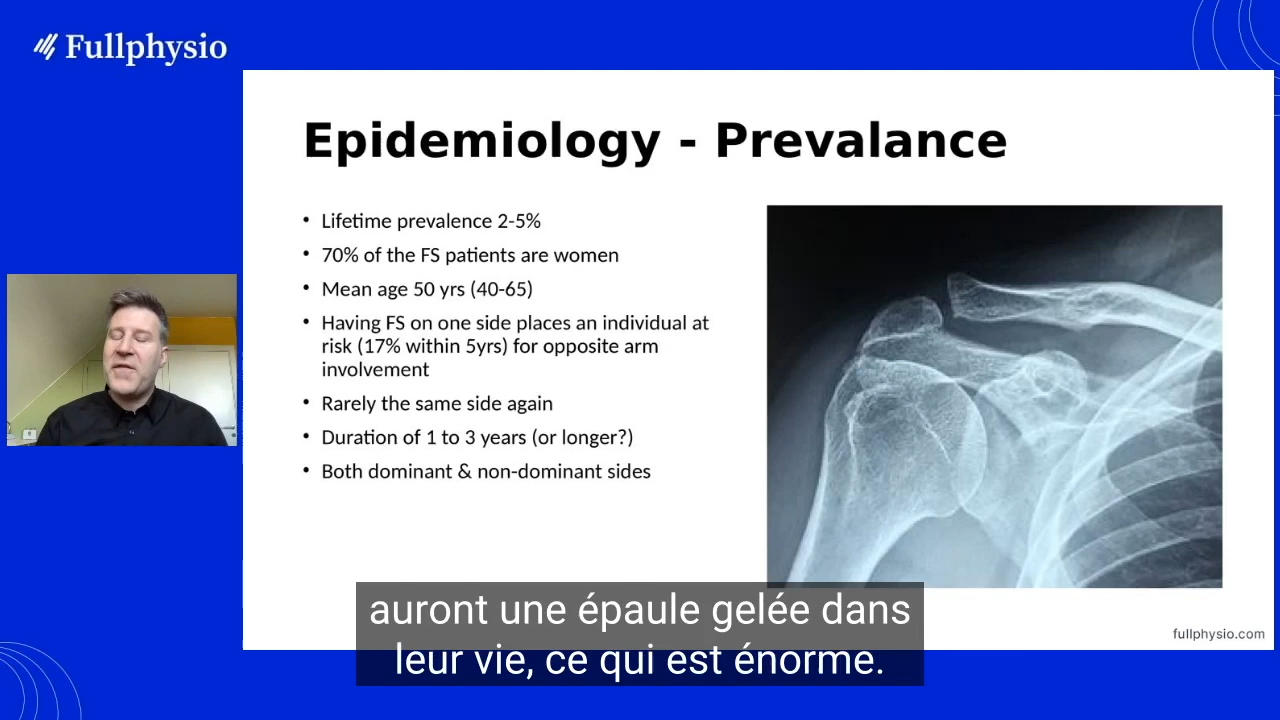 Fullphysio
Epidemiology - Prevalance
• Lifetime prevalence 2-5%
• 70% of the FS patients are women
• Mean age 50 yrs (40-65)
• Having FS on one side places an individual at
risk (17% within 5yrs) for opposite arm
involvement
• Rarely the same side again
• Duration of 1 to 3 years (or longer?)
• Both dominant & non-dominant sides
fullphysio.com
auront une épaule gelée dans
leur vie, ce qui est énorme.